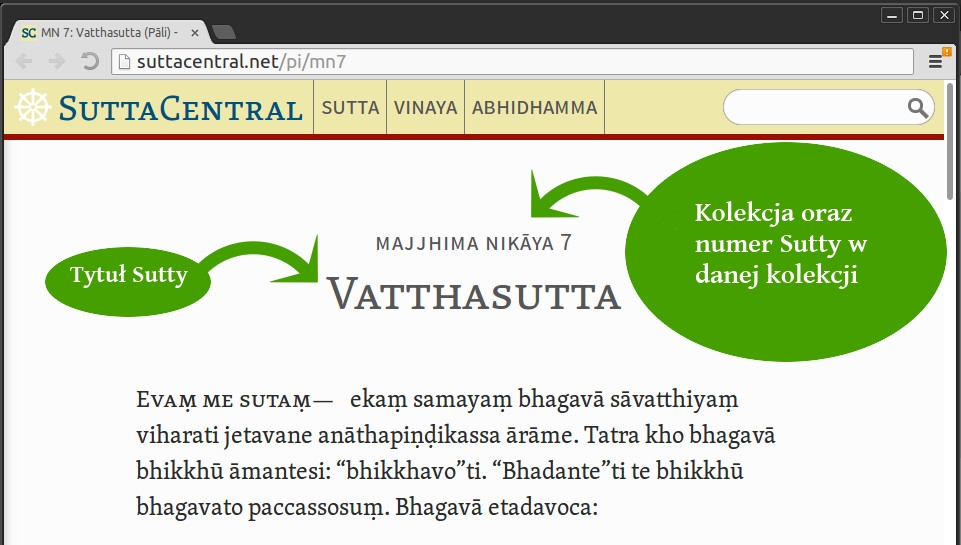 SC MN 7: Vatthasutta (Pāli) -
suttacentral.net/pi/mn7
SUTTACENTRAL SUTTA VINAYA ABHIDHAMMA
Kolekcja oraz
numer Sutty w
danej kolekcji
MAJJHIMA NIKĀYA 7
Tytuł Sutty
VATTHASUTTA
EVAṂ ME SUTAṂ— ekaṃ samayaṃ bhagavā sāvatthiyaṃ
viharati jetavane anāthapiṇḍikassa ārāme. Tatra kho bhagavā
bhikkhū āmantesi: “bhikkhavo”ti. “Bhadante”ti te bhikkhū
bhagavato paccassosuṃ. Bhagavā etadavoca: